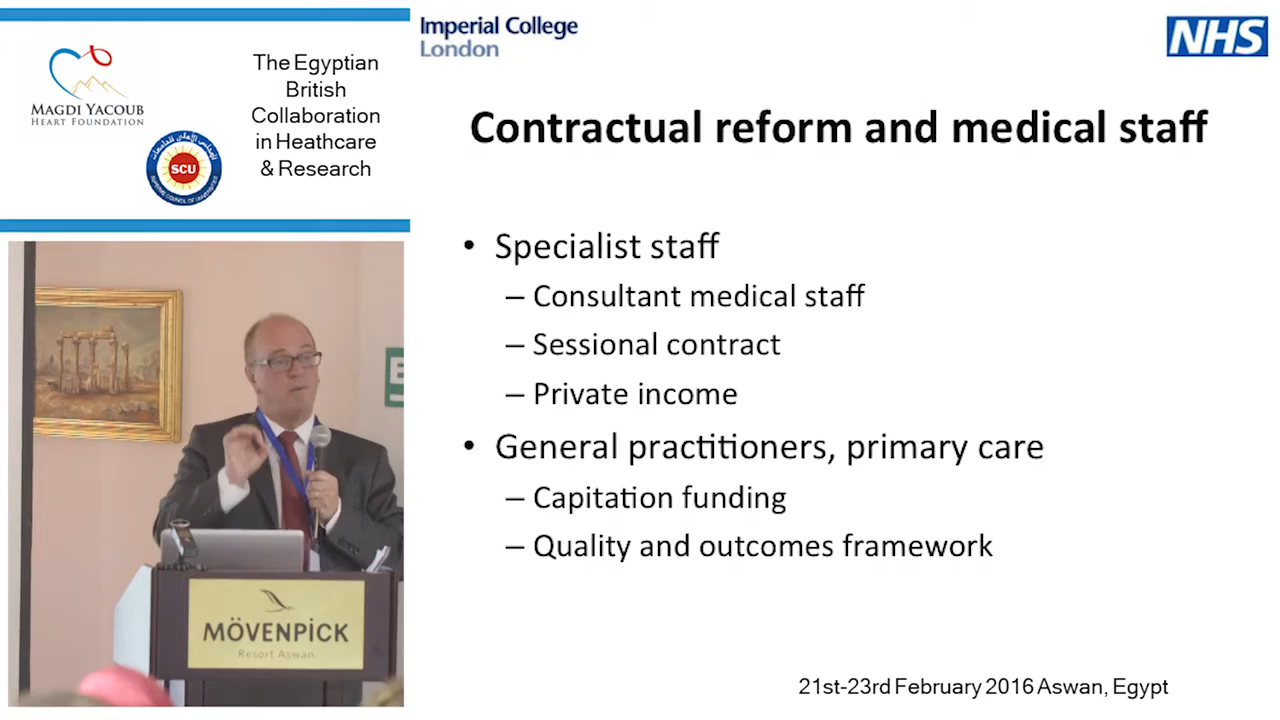 Imperial College
London
NHS
MAGDI YACOUB
HEART FOUNDATION
SCU
The Egyptian
British
Collaboration
in Heathcare
& Research
Contractual reform and medical staff
• Specialist staff
– Consultant medical staff
– Sessional contract
– Private income
• General practitioners, primary care
– Capitation funding
– Quality and outcomes framework
MÖVENPICK
Resort Aswan
21st-23rd February 2016 Aswan, Egypt